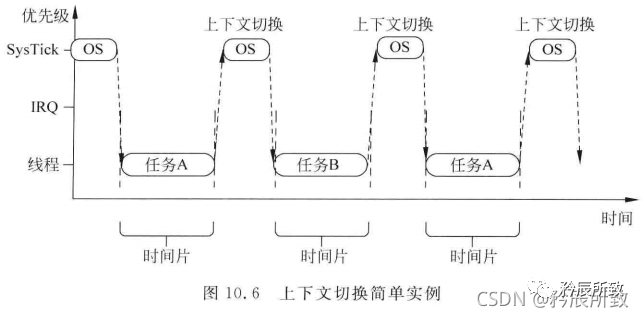 优先级
上下文切换 上下文切换 上下文切换
SysTick OS OS OS OS
IRQ
线程 任务A 任务B 任务A
时间
时间片 时间片 时间片
图 10.6 上下文切换简单实例
矜辰所致
CSDN @矜辰所致